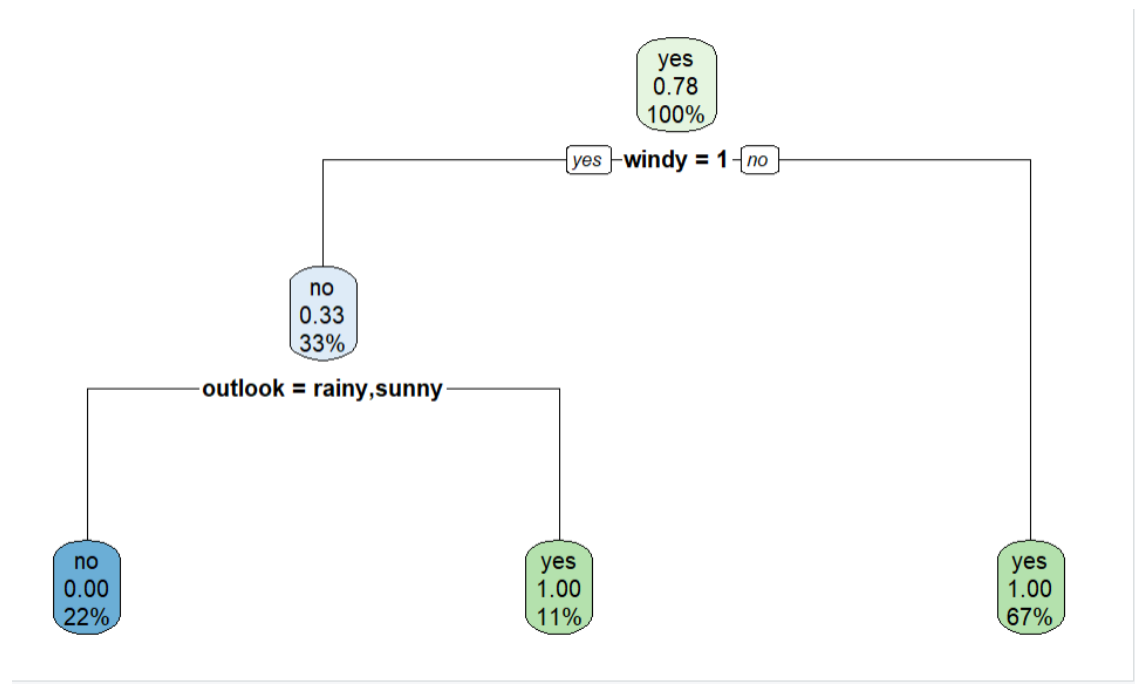 yes
0.78
100%
yes windy = 1 no
no
0.33
33%
outlook = rainy,sunny
no
0.00
22%
yes
1.00
11%
yes
1.00
67%